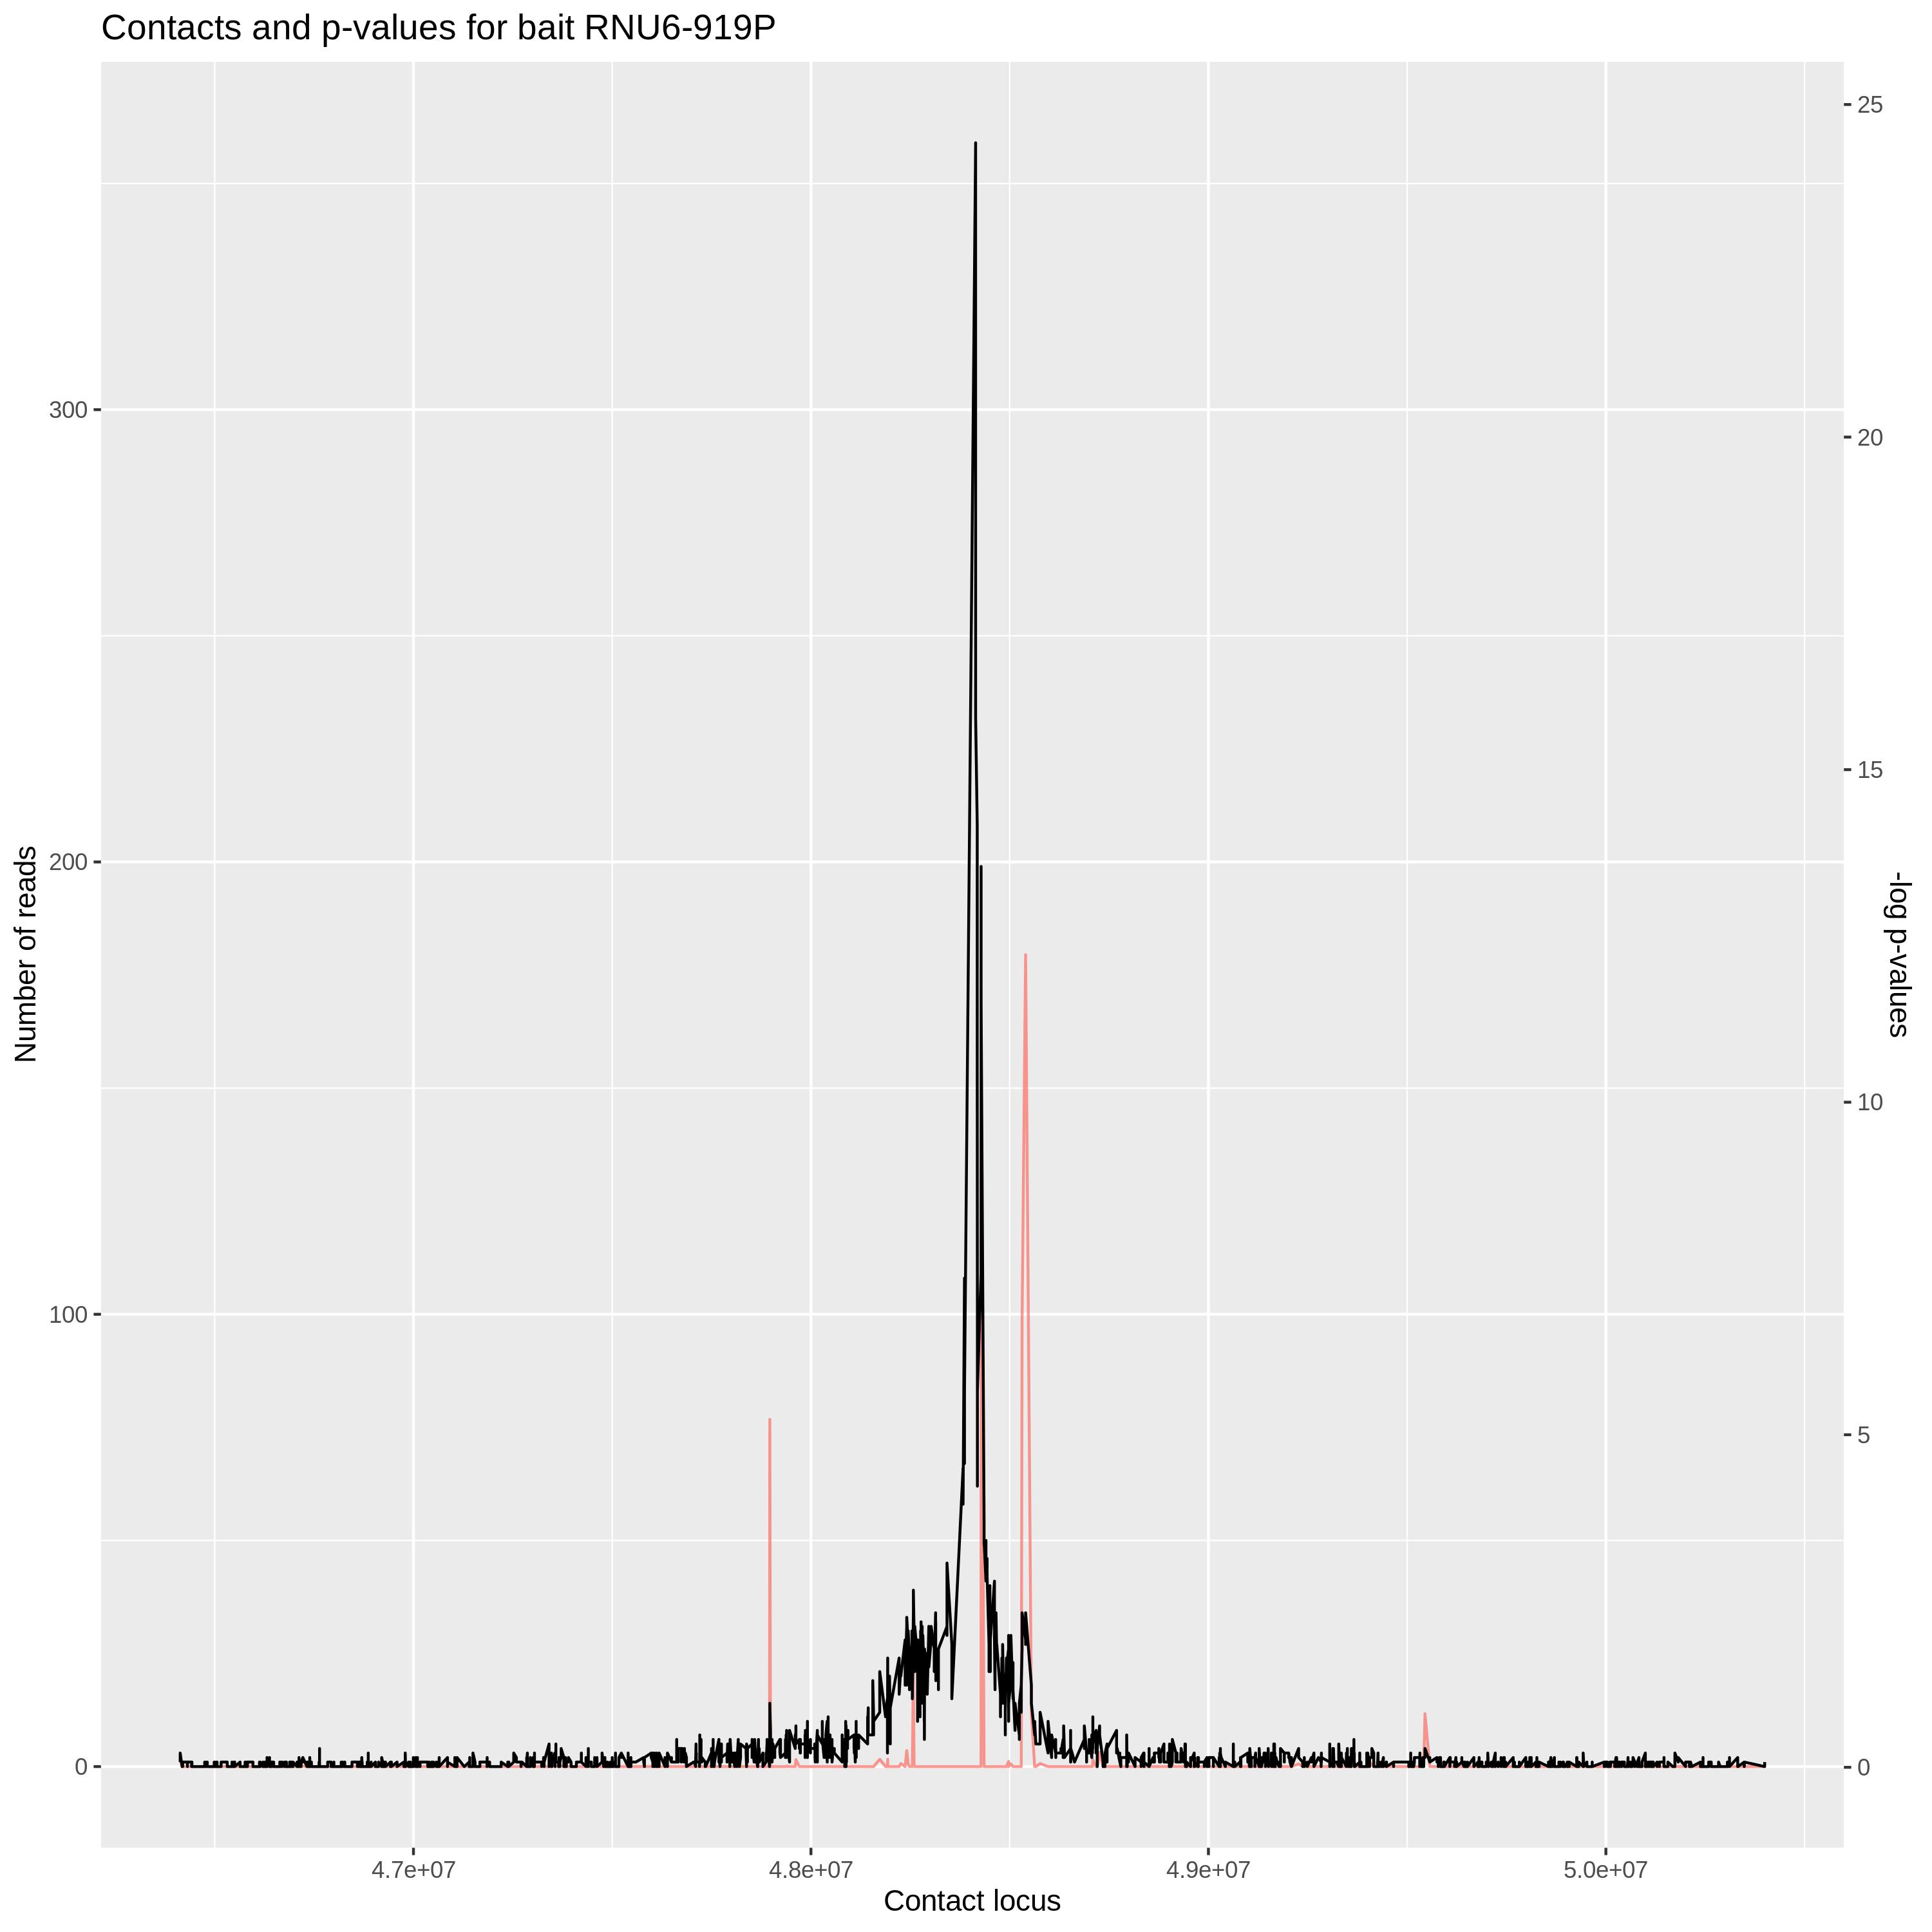 Contacts and p-values for bait RNU6-919P
Number of reads
300
200
100
0
25
20
15
10
5
0
-log p-values
4.7e+07
4.8e+07
4.9e+07
5.0e+07
Contact locus